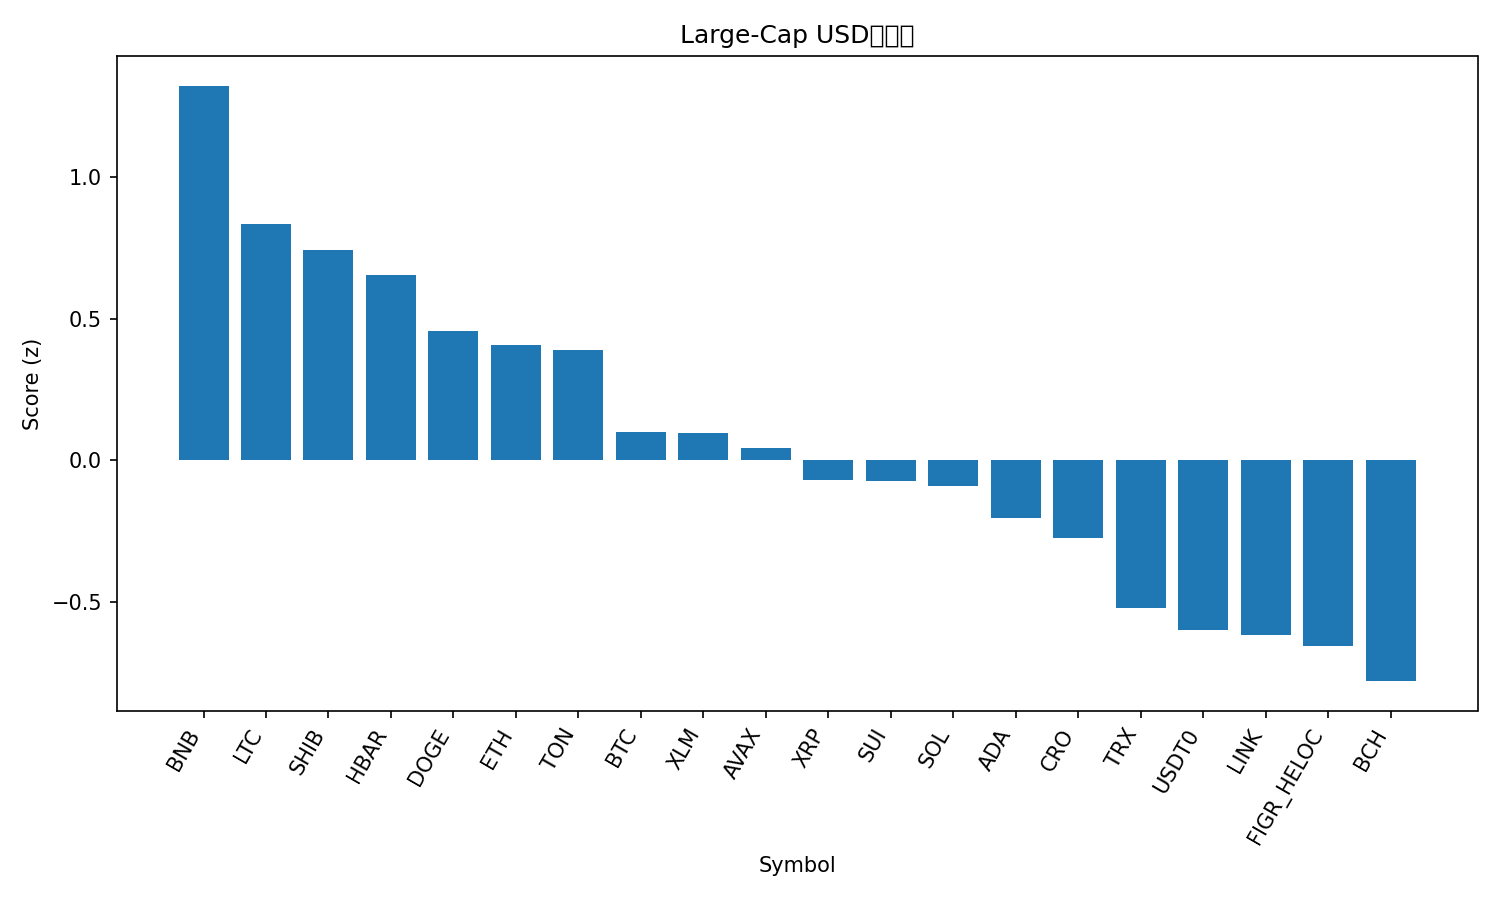 Large-Cap USD
1.0
0.5
0.0
−0.5
Score (z)
BNB
LTC
SHIB
HBAR
DOGE
ETH
TON
BTC
XLM
AVAX
XRP
SUI
SOL
ADA
CRO
TRX
USDT0
LINK
FIGR_HELOC
BCH
Symbol